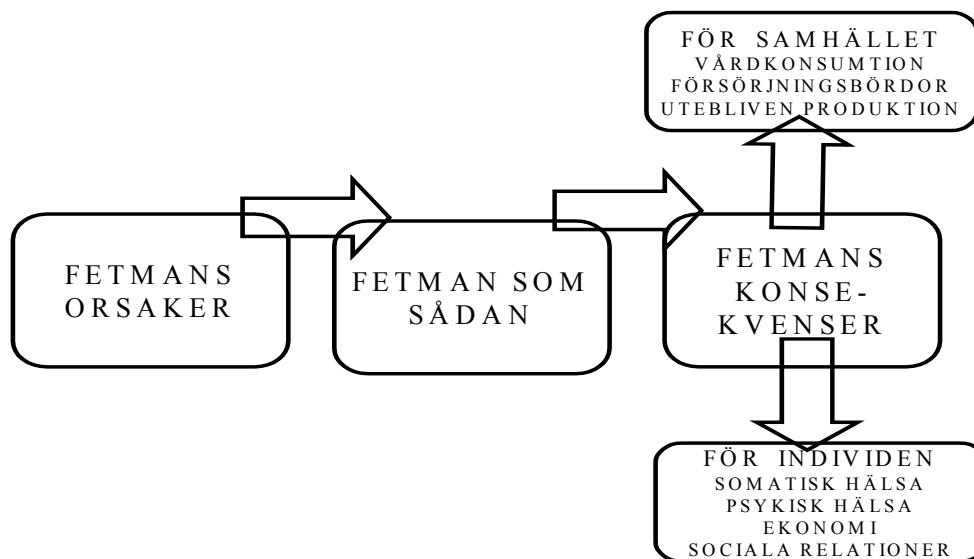 FÖR SAMHÄLLET
VÅRDKONSUMTION
FÖRSÖRJNINGSBÖRDOR
UTEBLIVEN PRODUKTION
FETMANS
ORSAKER
FETMAN SOM
SÅDAN
FETMANS
KONSE-
KVENSER
FÖR INDIVIDEN
SOMATISK HÄLSA
PSYKISK HÄLSA
EKONOMI
SOCIALA RELATIONER